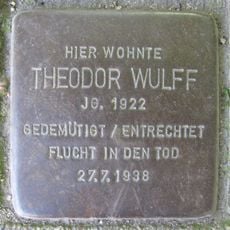 HIER WOHNTE
THEODOR WULFF
JG. 1922
GEDEMÜTIGT / ENTRECHTET
FLUCHT IN DEN TOD
27.7.1938